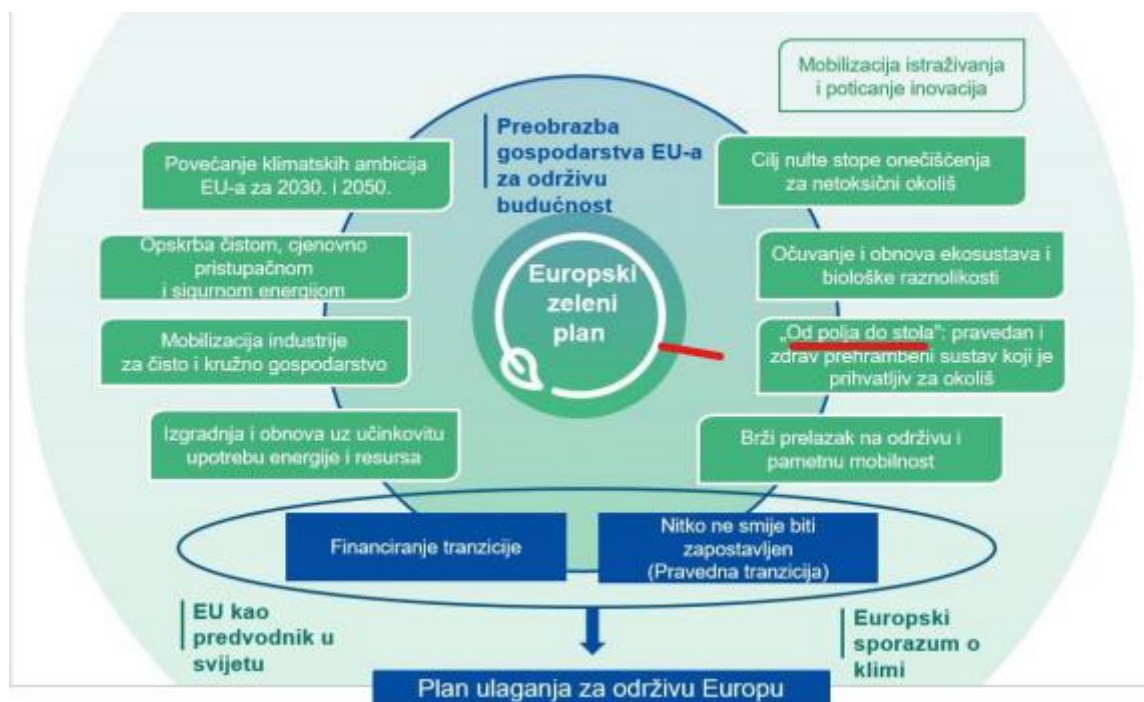 Mobilizacija istraživanja
i poticanje inovacija
Preobrazba
gospodarstva EU-a
za održivu
budućnost
Povećanje klimatskih ambicija
EU-a za 2030. i 2050.
Cilj nulte stope onečišćenja
za netoksični okoliš
Opskrba čistom, cjenovno
pristupačnom
i sigurnom energijom
Europski
zeleni
plan
Očuvanje i obnova ekosustava i
biološke raznolikosti
Mobilizacija industrije
za čisto i kružno gospodarstvo
„Od polja do stola”: pravedan i
zdrav prehrambeni sustav koji je
prihvatljiv za okoliš
Izgradnja i obnova uz učinkovitu
upotrebu energije i resursa
Brži prelazak na održivu i
pametnu mobilnost
Financiranje tranzicije
Nitko ne smije biti
zapostavljen
(Pravedna tranzicija)
EU kao
predvodnik u
svijetu
Europski
sporazum o
klimi
Plan ulaganja za održivu Europu